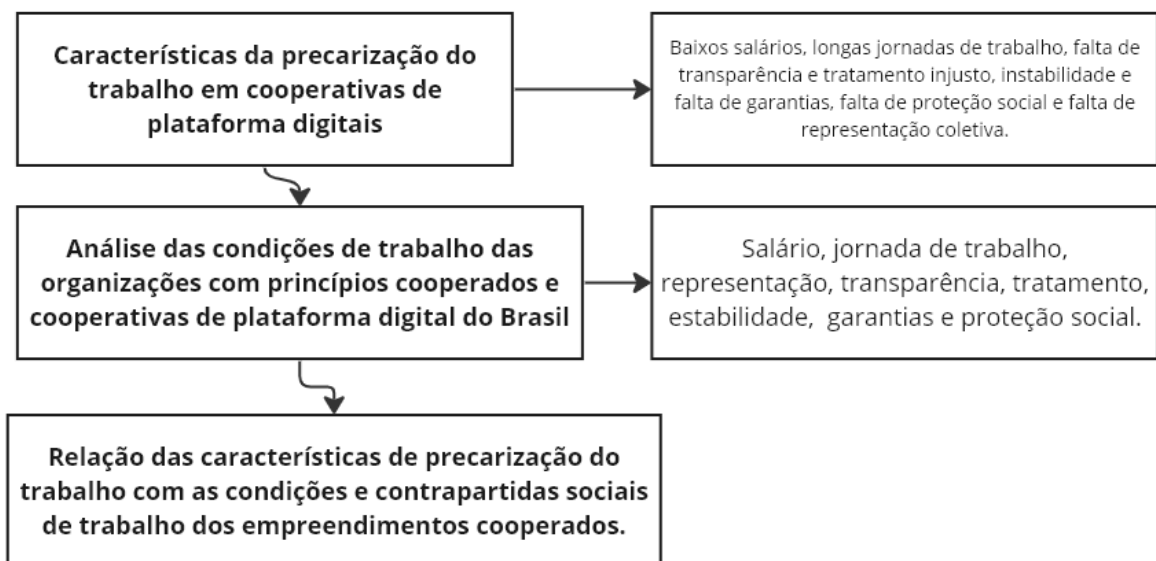 Características da precarização do
trabalho em cooperativas de
plataforma digitais
Baixos salários, longas jornadas de trabalho, falta de
transparência e tratamento injusto, instabilidade e
falta de garantias, falta de proteção social e falta de
representação coletiva.
Análise das condições de trabalho das
organizações com princípios cooperados e
cooperativas de plataforma digital do Brasil
Salário, jornada de trabalho,
representação, transparência, tratamento,
estabilidade, garantias e proteção social.
Relação das características de precarização do
trabalho com as condições e contrapartidas sociais
de trabalho dos empreendimentos cooperados.